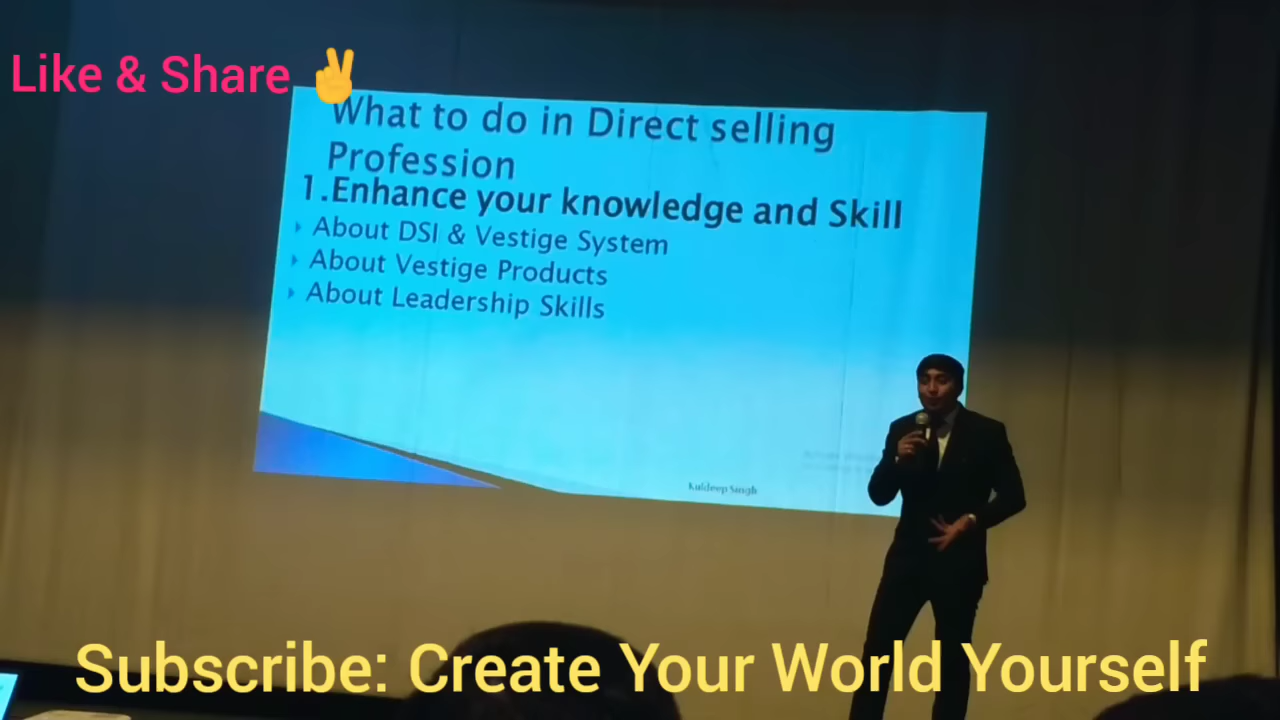 Like & Share ✌
What to do in Direct selling
Profession
1.Enhance your knowledge and Skill
About DSI & Vestige System
About Vestige Products
About Leadership Skills
Kuldeep Singh
Subscribe: Create Your World Yourself